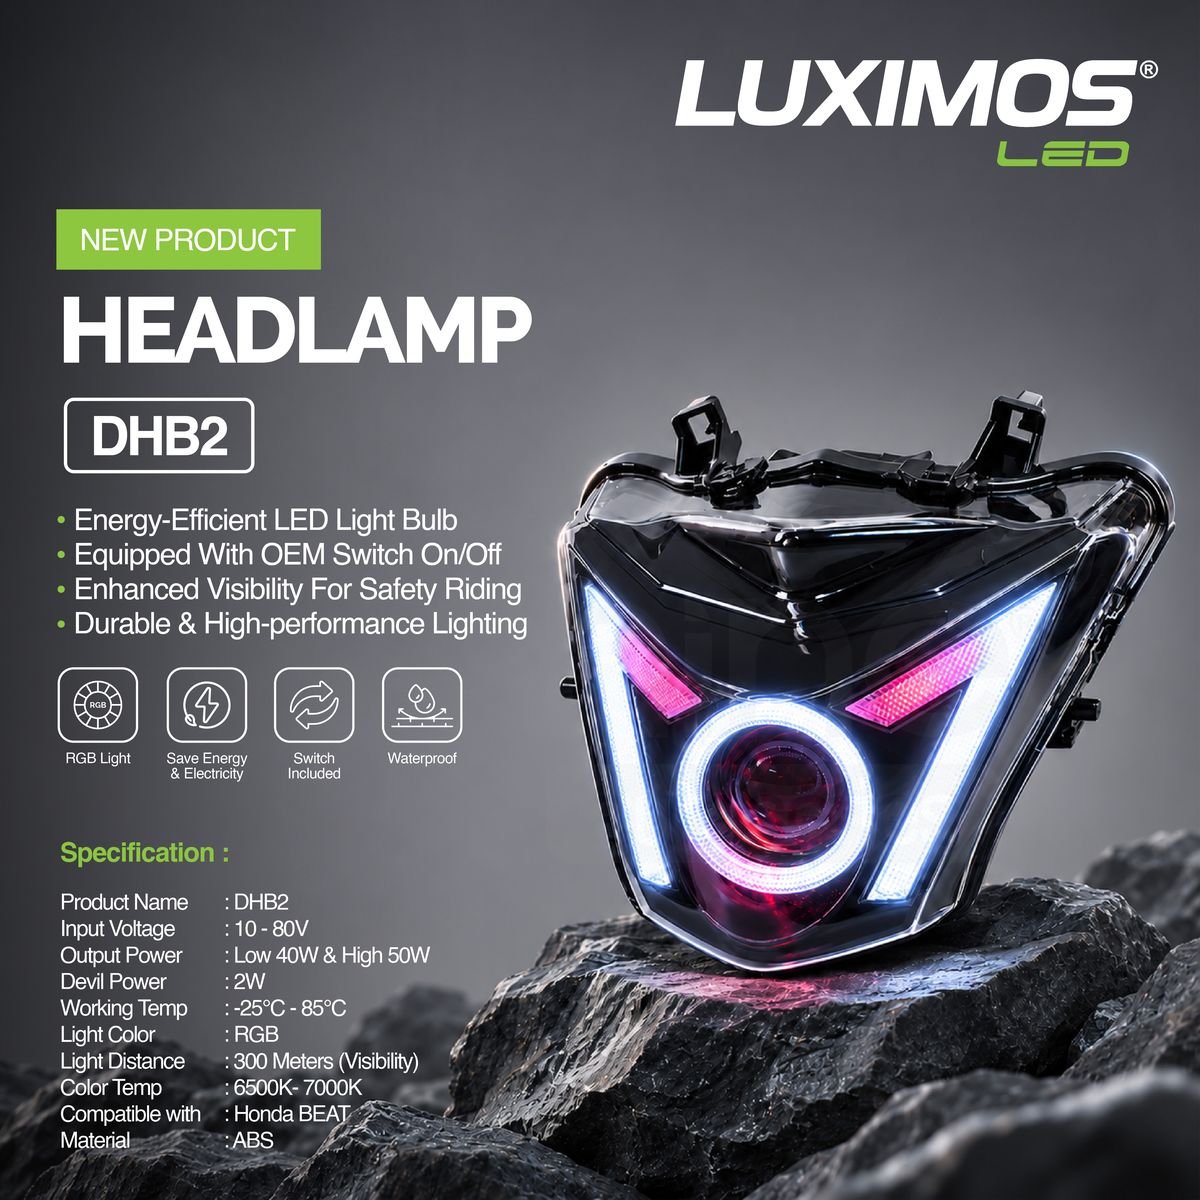 LUXIMOS®
LED
NEW PRODUCT
HEADLAMP
DHB2
• Energy-Efficient LED Light Bulb
• Equipped With OEM Switch On/Off
• Enhanced Visibility For Safety Riding
• Durable & High-performance Lighting
RGB
RGB Light
Save Energy
& Electricity
Switch
Included
Waterproof
Specification :
Product Name : DHB2
Input Voltage : 10 - 80V
Output Power : Low 40W & High 50W
Devil Power : 2W
Working Temp : -25°C - 85°C
Light Color : RGB
Light Distance : 300 Meters (Visibility)
Color Temp : 6500K- 7000K
Compatible with : Honda BEAT
Material : ABS